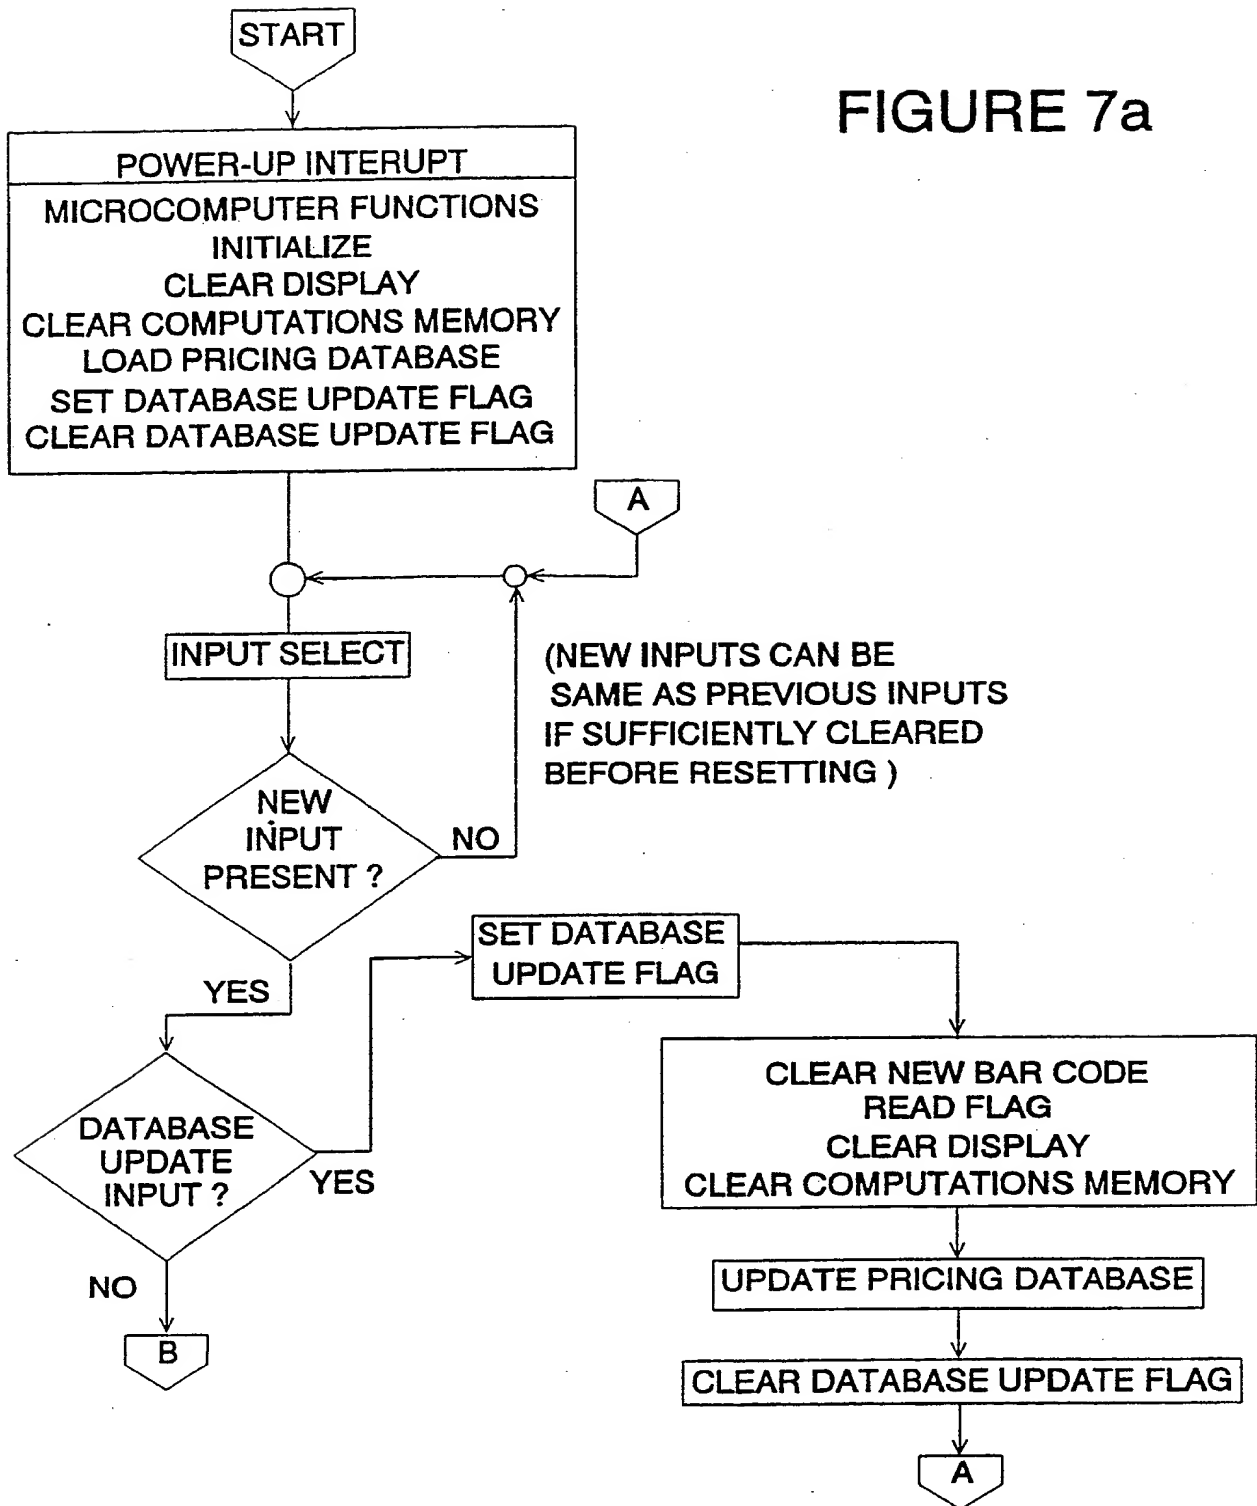 START
FIGURE 7a
POWER-UP INTERUPT
MICROCOMPUTER FUNCTIONS
INITIALIZE
CLEAR DISPLAY
CLEAR COMPUTATIONS MEMORY
LOAD PRICING DATABASE
SET DATABASE UPDATE FLAG
CLEAR DATABASE UPDATE FLAG
A
INPUT SELECT
(NEW INPUTS CAN BE
SAME AS PREVIOUS INPUTS
IF SUFFICIENTLY CLEARED
BEFORE RESETTING )
NEW
INPUT
PRESENT ?
NO
YES
SET DATABASE
UPDATE FLAG
DATABASE
UPDATE
INPUT ?
YES
NO
B
CLEAR NEW BAR CODE
READ FLAG
CLEAR DISPLAY
CLEAR COMPUTATIONS MEMORY
UPDATE PRICING DATABASE
CLEAR DATABASE UPDATE FLAG
A